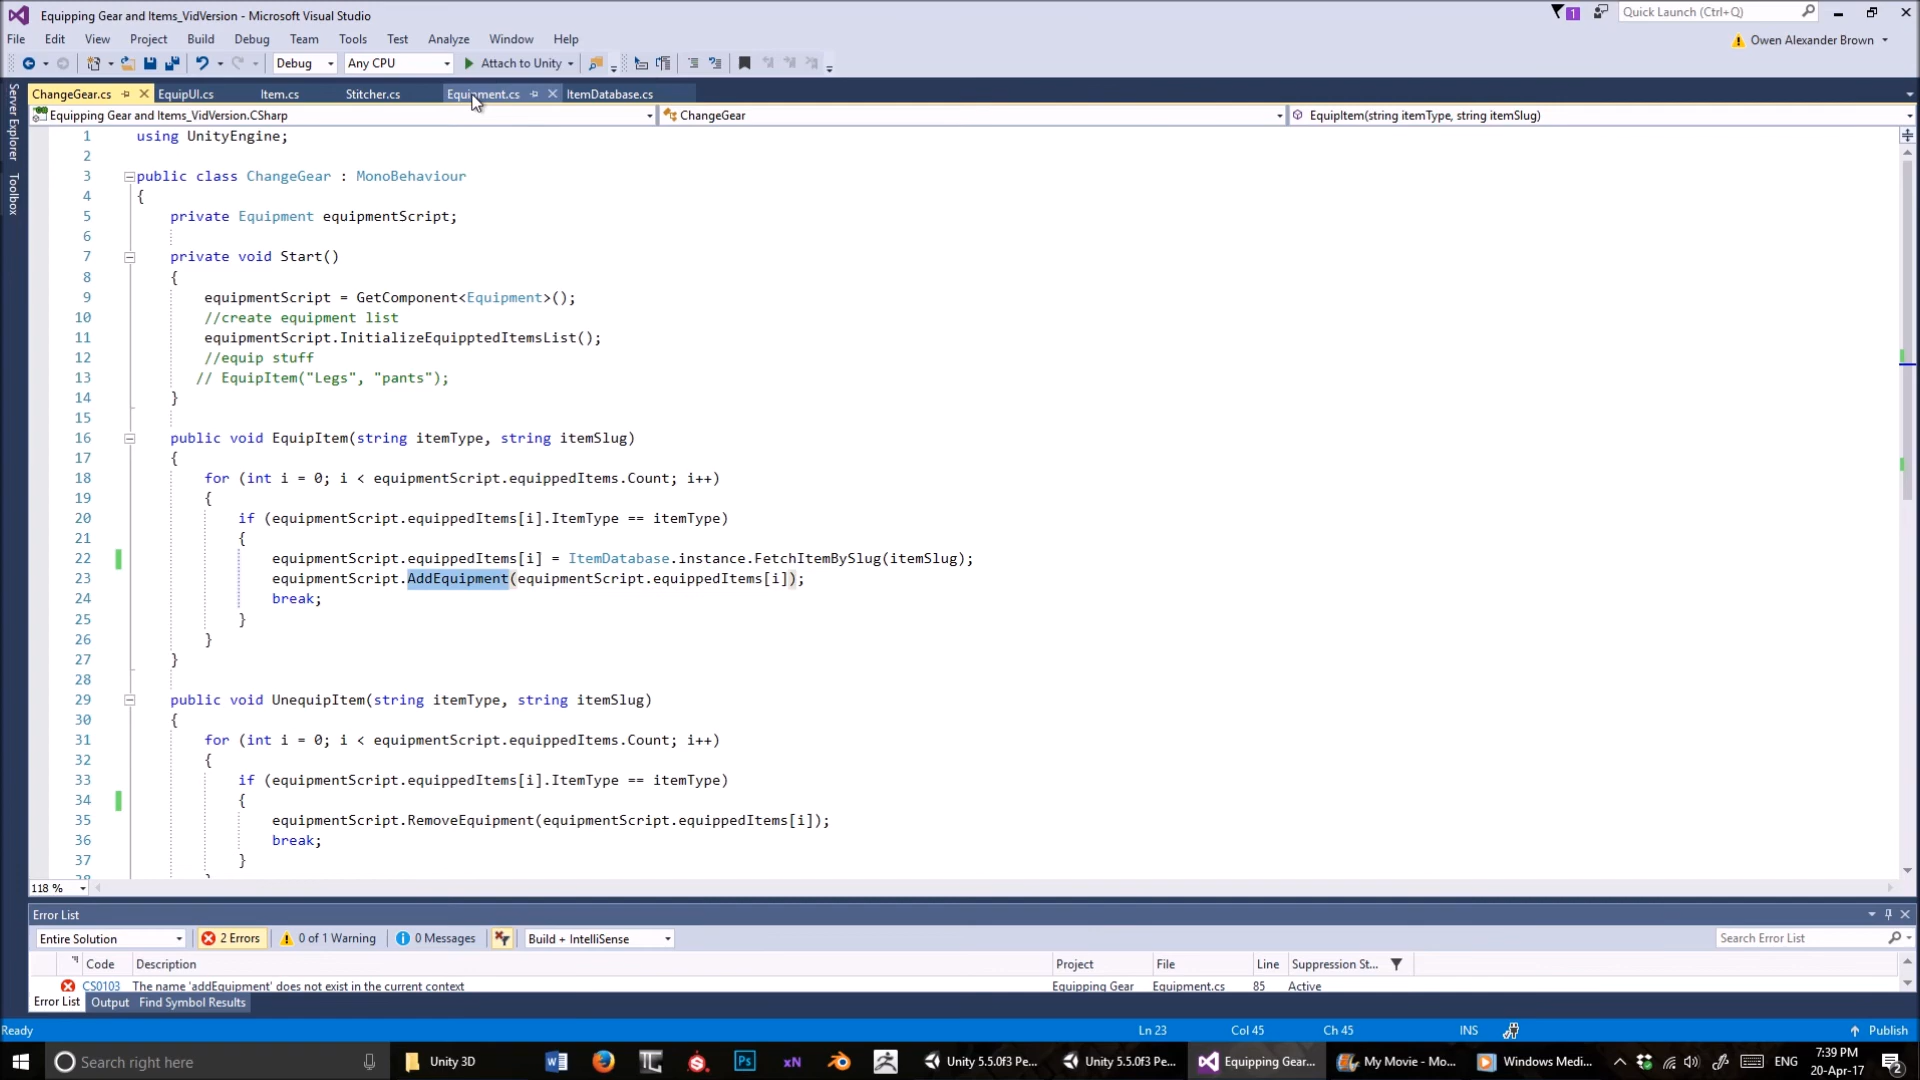 Equipping Gear and Items_VidVersion - Microsoft Visual Studio
1
Quick Launch (Ctrl+Q)
File Edit View Project Build Debug Team Tools Test Analyze Window Help
Owen Alexander Brown
Debug Any CPU Attach to Unity
ChangeGear.cs EquipUI.cs Item.cs Stitcher.cs Equipment.cs ItemDatabase.cs
Equipping Gear and Items_VidVersion.CSharp ChangeGear EquipItem(string itemType, string itemSlug)
Server Explorer
Toolbox
1 using UnityEngine;
2
3 public class ChangeGear : MonoBehaviour
4 {
5 private Equipment equipmentScript;
6
7 private void Start()
8 {
9 equipmentScript = GetComponent<Equipment>();
10 //create equipment list
11 equipmentScript.InitializeEquipptedItemsList();
12 //equip stuff
13 // EquipItem("Legs", "pants");
14 }
15
16 public void EquipItem(string itemType, string itemSlug)
17 {
18 for (int i = 0; i < equipmentScript.equippedItems.Count; i++)
19 {
20 if (equipmentScript.equippedItems[i].ItemType == itemType)
21 {
22 equipmentScript.equippedItems[i] = ItemDatabase.instance.FetchItemBySlug(itemSlug);
23 equipmentScript.AddEquipment(equipmentScript.equippedItems[i]);
24 break;
25 }
26 }
27 }
28
29 public void UnequipItem(string itemType, string itemSlug)
30 {
31 for (int i = 0; i < equipmentScript.equippedItems.Count; i++)
32 {
33 if (equipmentScript.equippedItems[i].ItemType == itemType)
34 {
35 equipmentScript.RemoveEquipment(equipmentScript.equippedItems[i]);
36 break;
37 }
118 %
Error List
Entire Solution 2 Errors 0 of 1 Warning 0 Messages Build + IntelliSense Search Error List
Code Description Project File Line Suppression St...
CS0103 The name 'addEquipment' does not exist in the current context Equipping Gear Equipment.cs 85 Active
Error List Output Find Symbol Results
Ready Ln 23 Col 45 Ch 45 INS Publish
Search right here Unity 3D Unity 5.5.0f3 Pe... Unity 5.5.0f3 Pe... Equipping Gear... My Movie - Mo... Windows Medi... ENG 7:39 PM
20-Apr-17 2